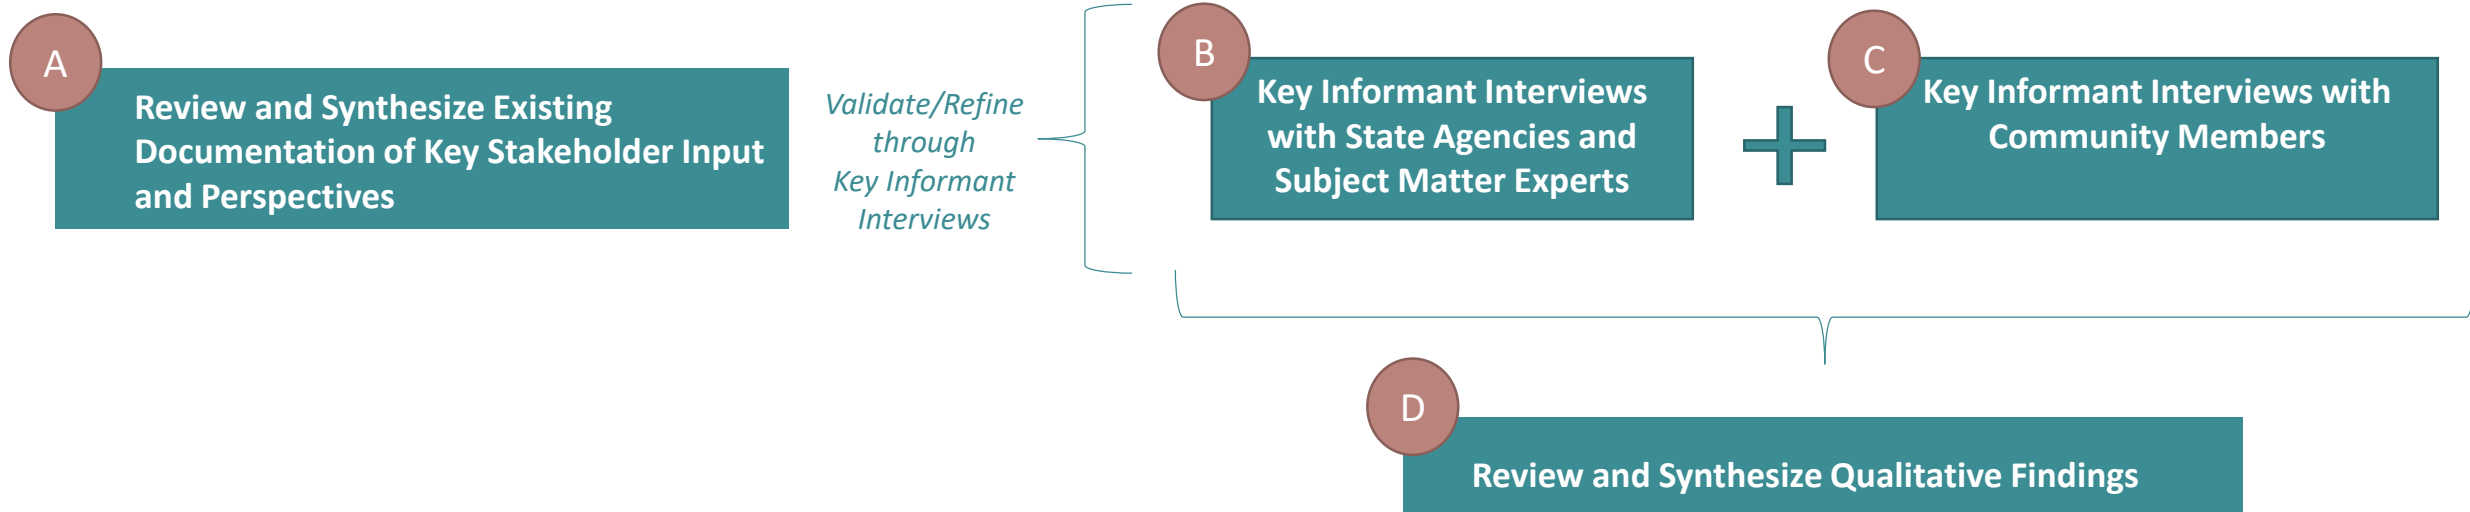 A
Review and Synthesize Existing
Documentation of Key Stakeholder Input
and Perspectives
Validate/Refine
through
Key Informant
Interviews
B
Key Informant Interviews
with State Agencies and
Subject Matter Experts
C
Key Informant Interviews with
Community Members
D
Review and Synthesize Qualitative Findings